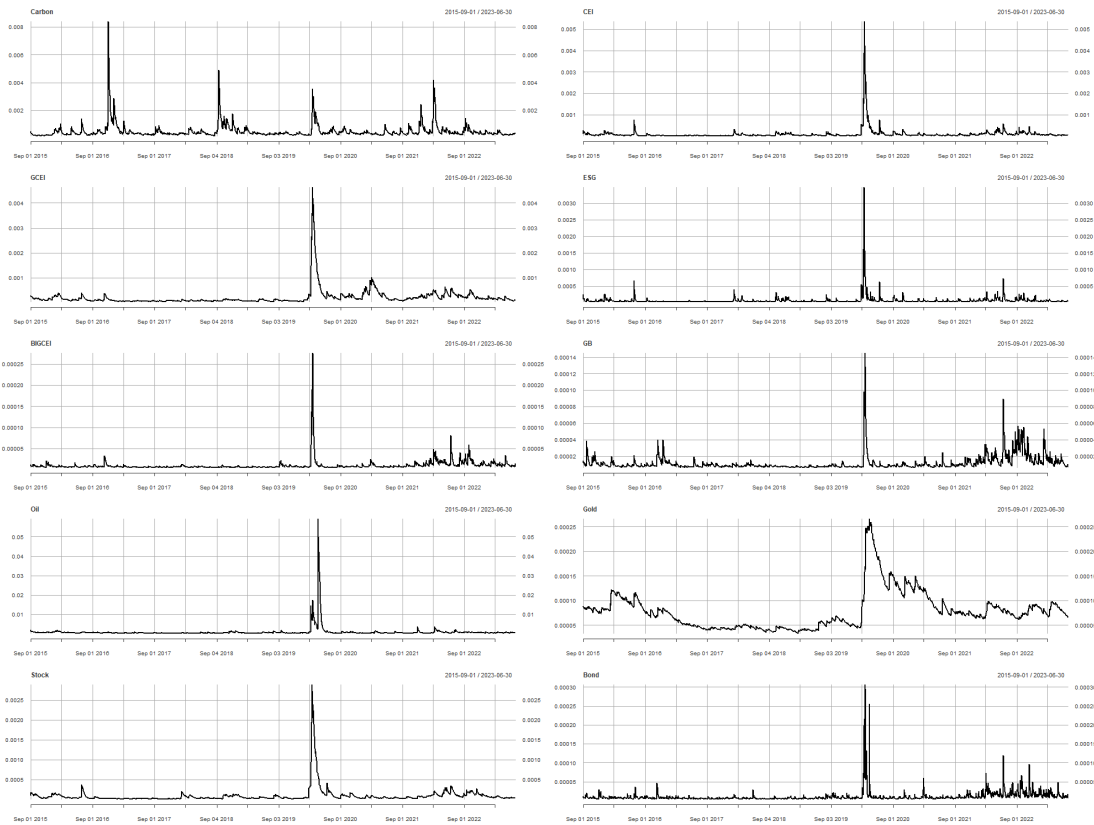 Carbon 2015-09-01 / 2023-06-30
0.008 0.008
0.006 0.006
0.004 0.004
0.002 0.002
Sep 01 2015 Sep 01 2016 Sep 01 2017 Sep 04 2018 Sep 03 2019 Sep 01 2020 Sep 01 2021 Sep 01 2022
CEI 2015-09-01 / 2023-06-30
0.005 0.005
0.004 0.004
0.003 0.003
0.002 0.002
0.001 0.001
Sep 01 2015 Sep 01 2016 Sep 01 2017 Sep 04 2018 Sep 03 2019 Sep 01 2020 Sep 01 2021 Sep 01 2022
GCEI 2015-09-01 / 2023-06-30
0.004 0.004
0.003 0.003
0.002 0.002
0.001 0.001
Sep 01 2015 Sep 01 2016 Sep 01 2017 Sep 04 2018 Sep 03 2019 Sep 01 2020 Sep 01 2021 Sep 01 2022
ESG 2015-09-01 / 2023-06-30
0.0030 0.0030
0.0025 0.0025
0.0020 0.0020
0.0015 0.0015
0.0010 0.0010
0.0005 0.0005
Sep 01 2015 Sep 01 2016 Sep 01 2017 Sep 04 2018 Sep 03 2019 Sep 01 2020 Sep 01 2021 Sep 01 2022
BIGCEI 2015-09-01 / 2023-06-30
0.00025 0.00025
0.00020 0.00020
0.00015 0.00015
0.00010 0.00010
0.00005 0.00005
Sep 01 2015 Sep 01 2016 Sep 01 2017 Sep 04 2018 Sep 03 2019 Sep 01 2020 Sep 01 2021 Sep 01 2022
GB 2015-09-01 / 2023-06-30
0.00014
0.00012
0.00010
0.00008
0.00006
0.00004
0.00002
Sep 01 2015 Sep 01 2016 Sep 01 2017 Sep 04 2018 Sep 03 2019 Sep 01 2020 Sep 01 2021 Sep 01 2022
Oil 2015-09-01 / 2023-06-30
0.05 0.05
0.04 0.04
0.03 0.03
0.02 0.02
0.01 0.01
Sep 01 2015 Sep 01 2016 Sep 01 2017 Sep 04 2018 Sep 03 2019 Sep 01 2020 Sep 01 2021 Sep 01 2022
Gold 2015-09-01 / 2023-06-30
0.00025
0.00020
0.00015
0.00010
0.00005
Sep 01 2015 Sep 01 2016 Sep 01 2017 Sep 04 2018 Sep 03 2019 Sep 01 2020 Sep 01 2021 Sep 01 2022
Stock 2015-09-01 / 2023-06-30
0.0025 0.0025
0.0020 0.0020
0.0015 0.0015
0.0010 0.0010
0.0005 0.0005
Sep 01 2015 Sep 01 2016 Sep 01 2017 Sep 04 2018 Sep 03 2019 Sep 01 2020 Sep 01 2021 Sep 01 2022
Bond 2015-09-01 / 2023-06-30
0.00030
0.00025
0.00020
0.00015
0.00010
0.00005
Sep 01 2015 Sep 01 2016 Sep 01 2017 Sep 04 2018 Sep 03 2019 Sep 01 2020 Sep 01 2021 Sep 01 2022